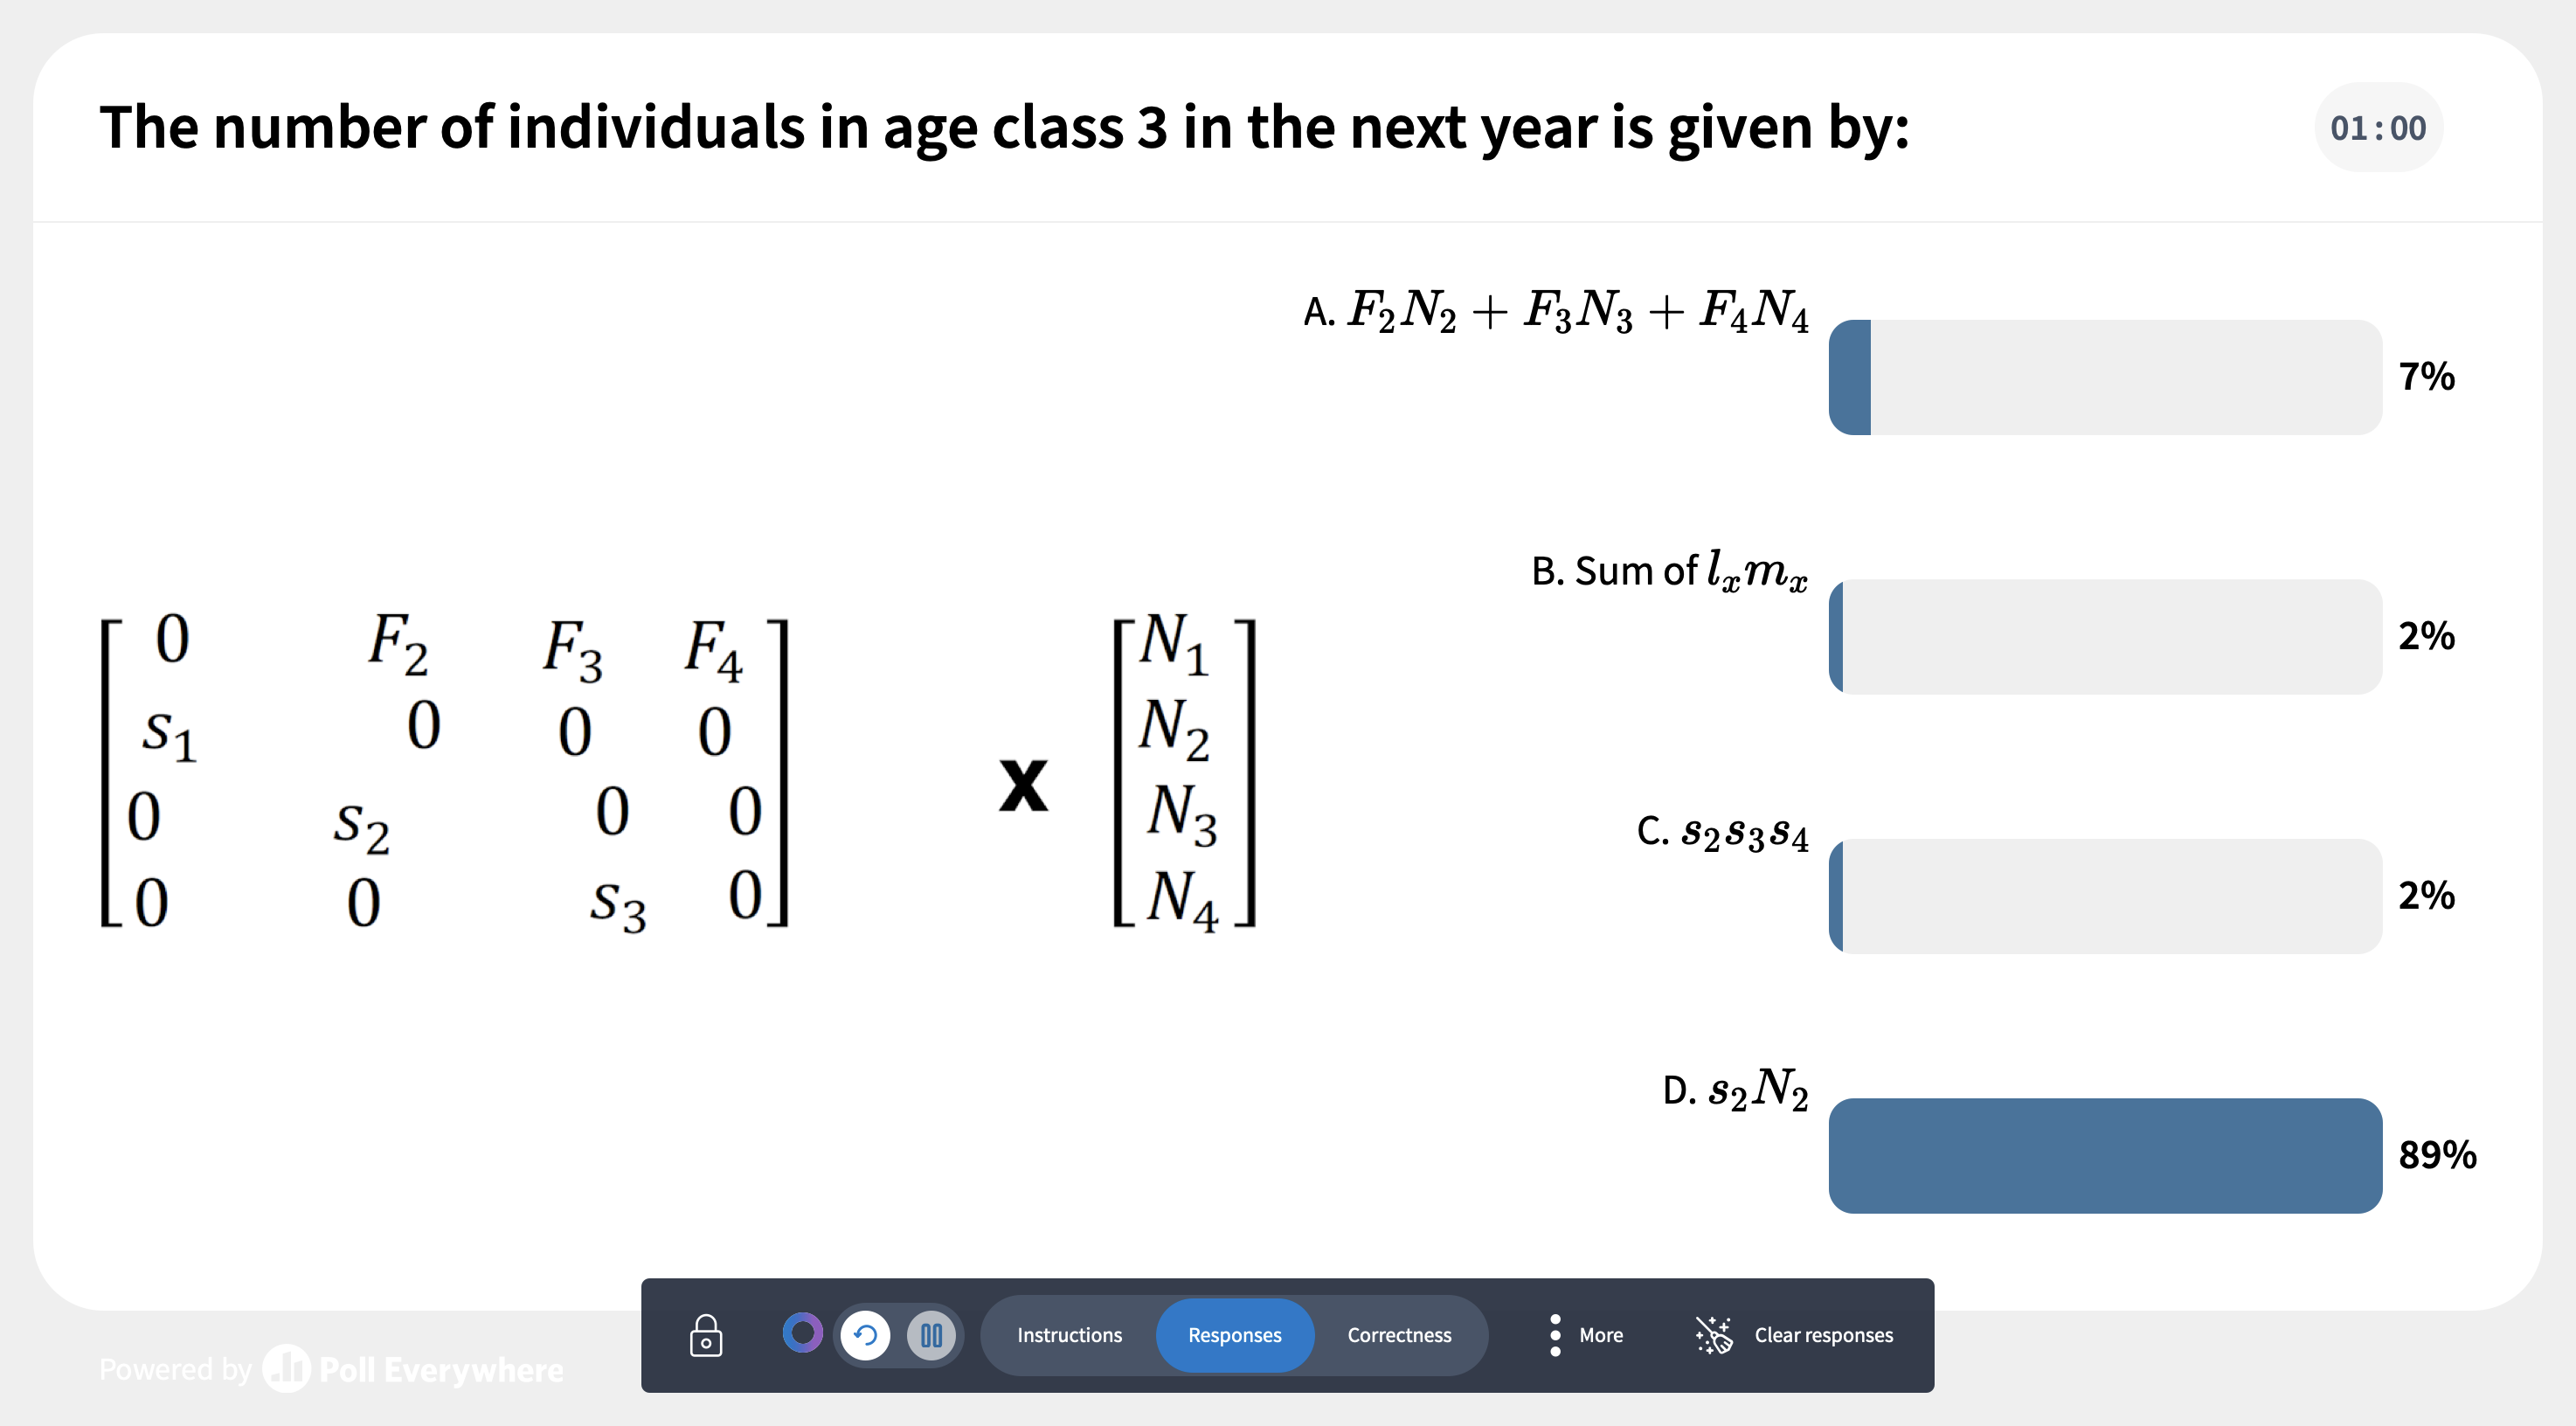 The number of individuals in age class 3 in the next year is given by:
01:00
A. F₂N₂ + F₃N₃ + F₄N₄
7%
B. Sum of lₓmₓ
2%
C. s₂s₃s₄
2%
D. s₂N₂
89%
0 F₂ F₃ F₄
s₁ 0 0 0
0 s₂ 0 0
0 0 s₃ 0
x
N₁
N₂
N₃
N₄
Instructions Responses Correctness More Clear responses
Powered by Poll Everywhere